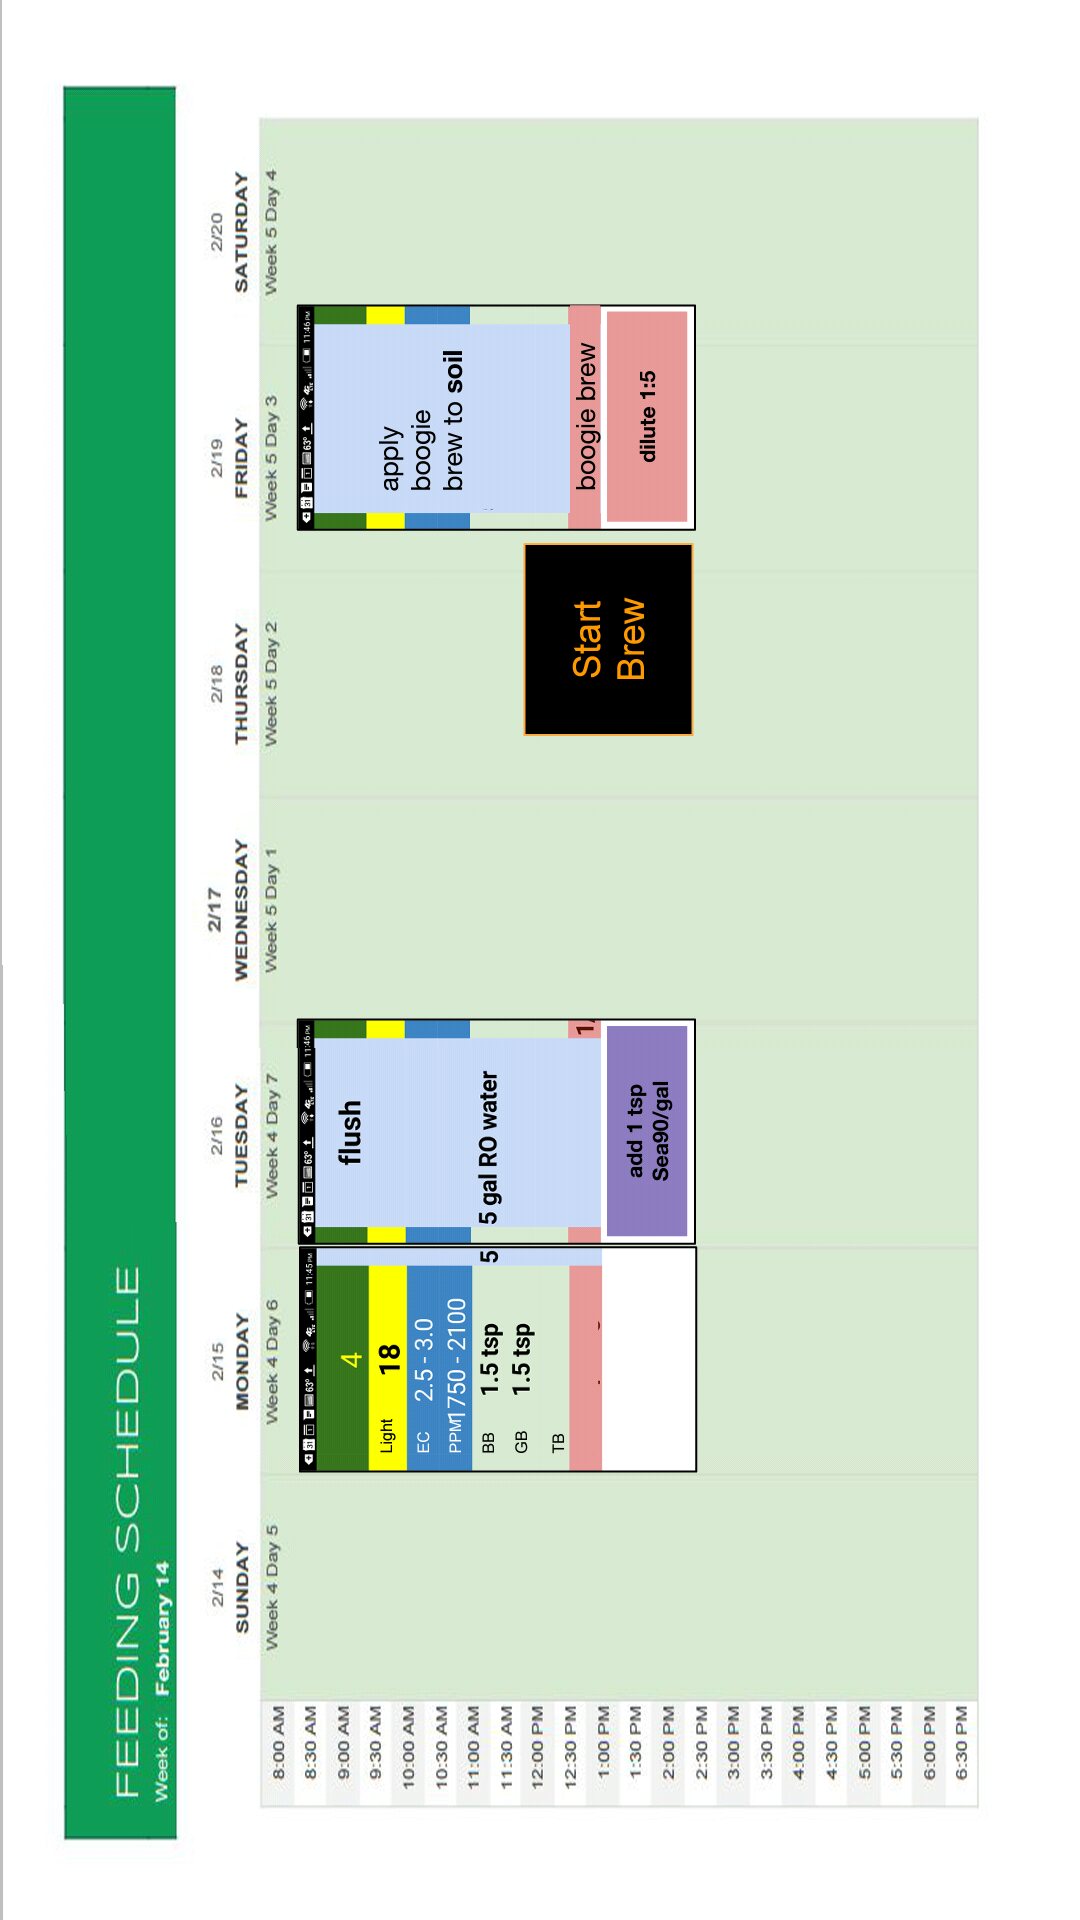 FEEDING SCHEDULE
Week of: February 14
2/14
SUNDAY
Week 4 Day 5
2/15
MONDAY
Week 4 Day 6
2/16
TUESDAY
Week 4 Day 7
2/17
WEDNESDAY
Week 5 Day 1
2/18
THURSDAY
Week 5 Day 2
2/19
FRIDAY
Week 5 Day 3
2/20
SATURDAY
Week 5 Day 4
8:00 AM
8:30 AM
9:00 AM
9:30 AM
10:00 AM
10:30 AM
11:00 AM
11:30 AM
12:00 PM
12:30 PM
1:00 PM
1:30 PM
2:00 PM
2:30 PM
3:00 PM
3:30 PM
4:00 PM
4:30 PM
5:00 PM
5:30 PM
6:00 PM
6:30 PM
31 63° 4G 11:45 PM
4
Light 18
EC 2.5 - 3.0
PPM 1750 - 2100
BB 1.5 tsp
GB 1.5 tsp
TB
5
31 63° 4G 11:46 PM
flush
5 gal RO water
add 1 tsp
Sea90/gal
Start
Brew
31 63° 4G 11:46 PM
apply
boogie
brew to soil
boogie brew
dilute 1:5